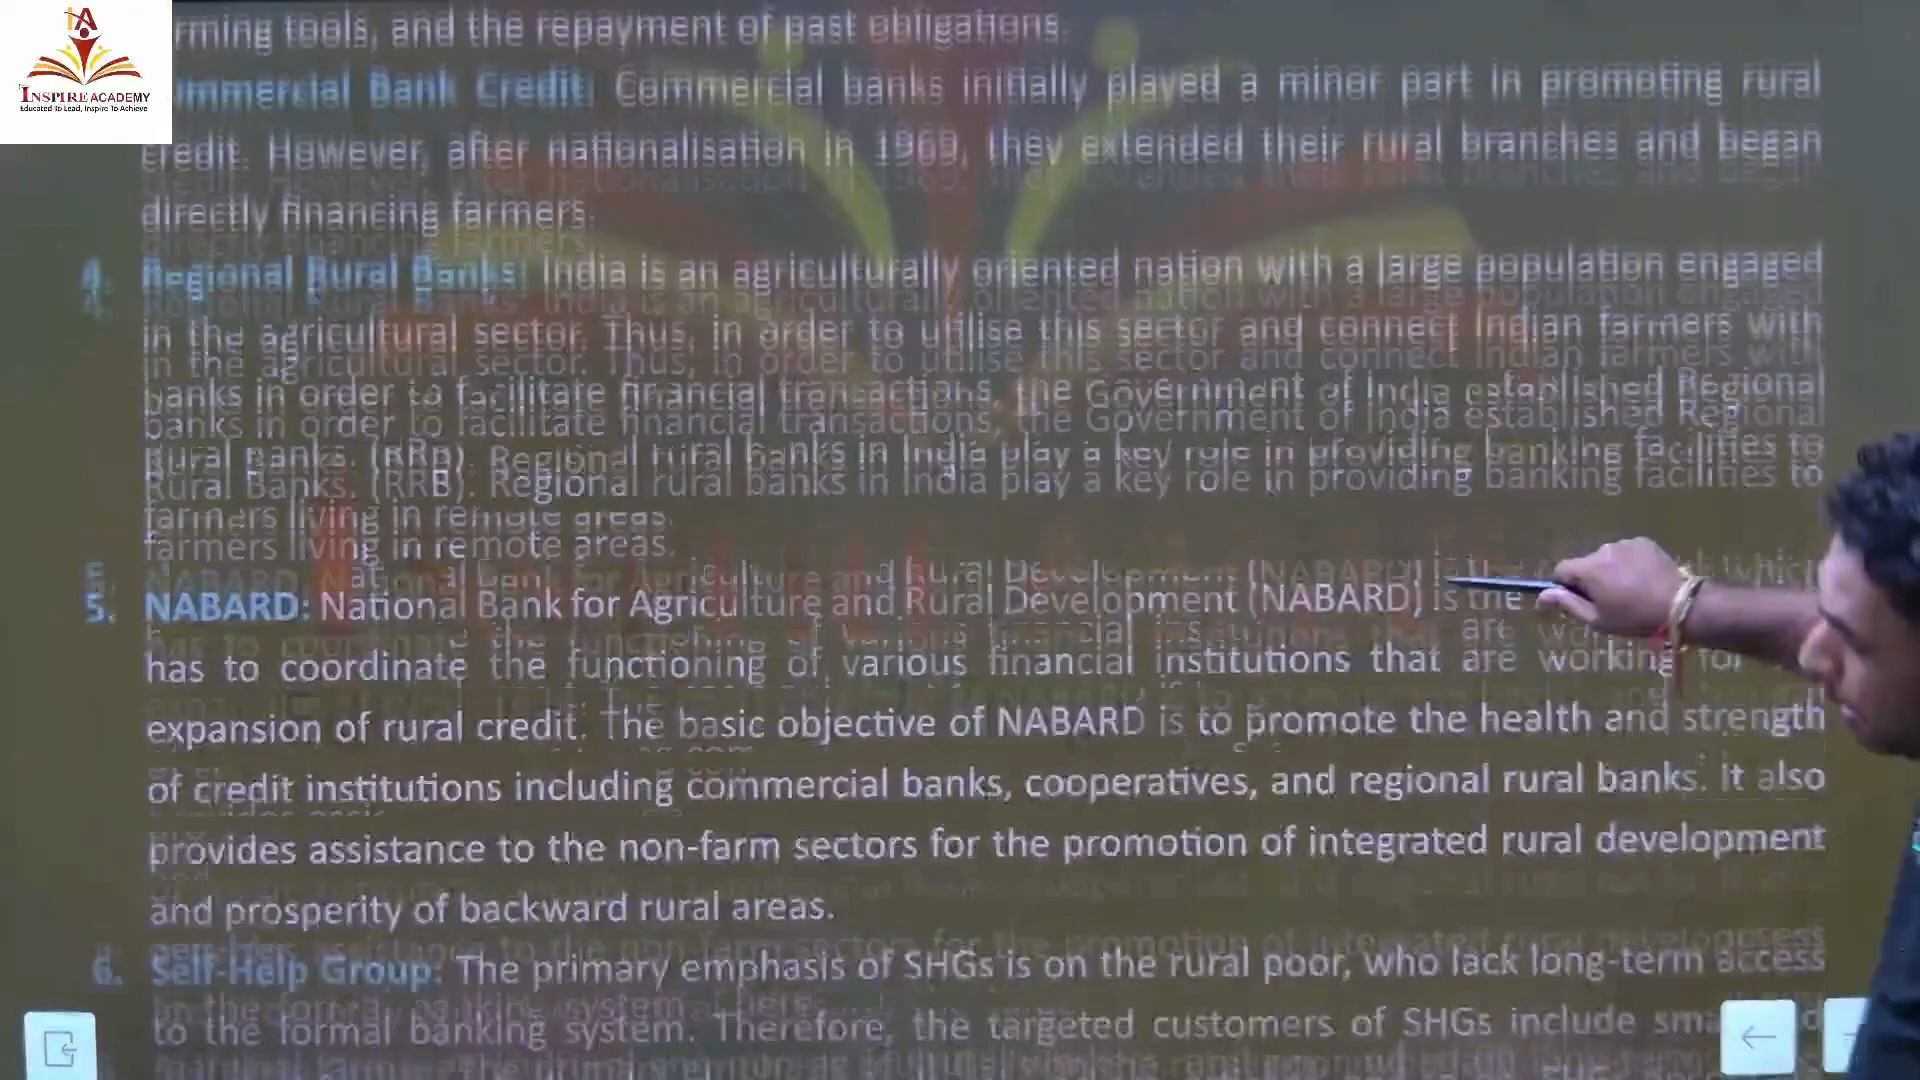 IA
INSPIRE ACADEMY
Educated To Lead, Inspire To Achieve
rming tools, and the repayment of past obligations.
mmercial Bank Credit: Commercial banks initially played a minor part in promoting rural
credit. However, after nationalisation in 1969, they extended their rural branches and began
directly financing farmers.
4. Regional Rural Banks: India is an agriculturally oriented nation with a large population engaged
in the agricultural sector. Thus, in order to utilise this sector and connect Indian farmers with
banks in order to facilitate financial transactions, the Government of India established Regional
Rural Banks. (RRB). Regional rural banks in India play a key role in providing banking facilities to
farmers living in remote areas.
5. NABARD: National Bank for Agriculture and Rural Development (NABARD) is the which
has to coordinate the functioning of various financial institutions that are working for
expansion of rural credit. The basic objective of NABARD is to promote the health and strength
of credit institutions including commercial banks, cooperatives, and regional rural banks. It also
provides assistance to the non-farm sectors for the promotion of integrated rural development
and prosperity of backward rural areas.
6. Self-Help Group: The primary emphasis of SHGs is on the rural poor, who lack long-term access
to the formal banking system. Therefore, the targeted customers of SHGs include